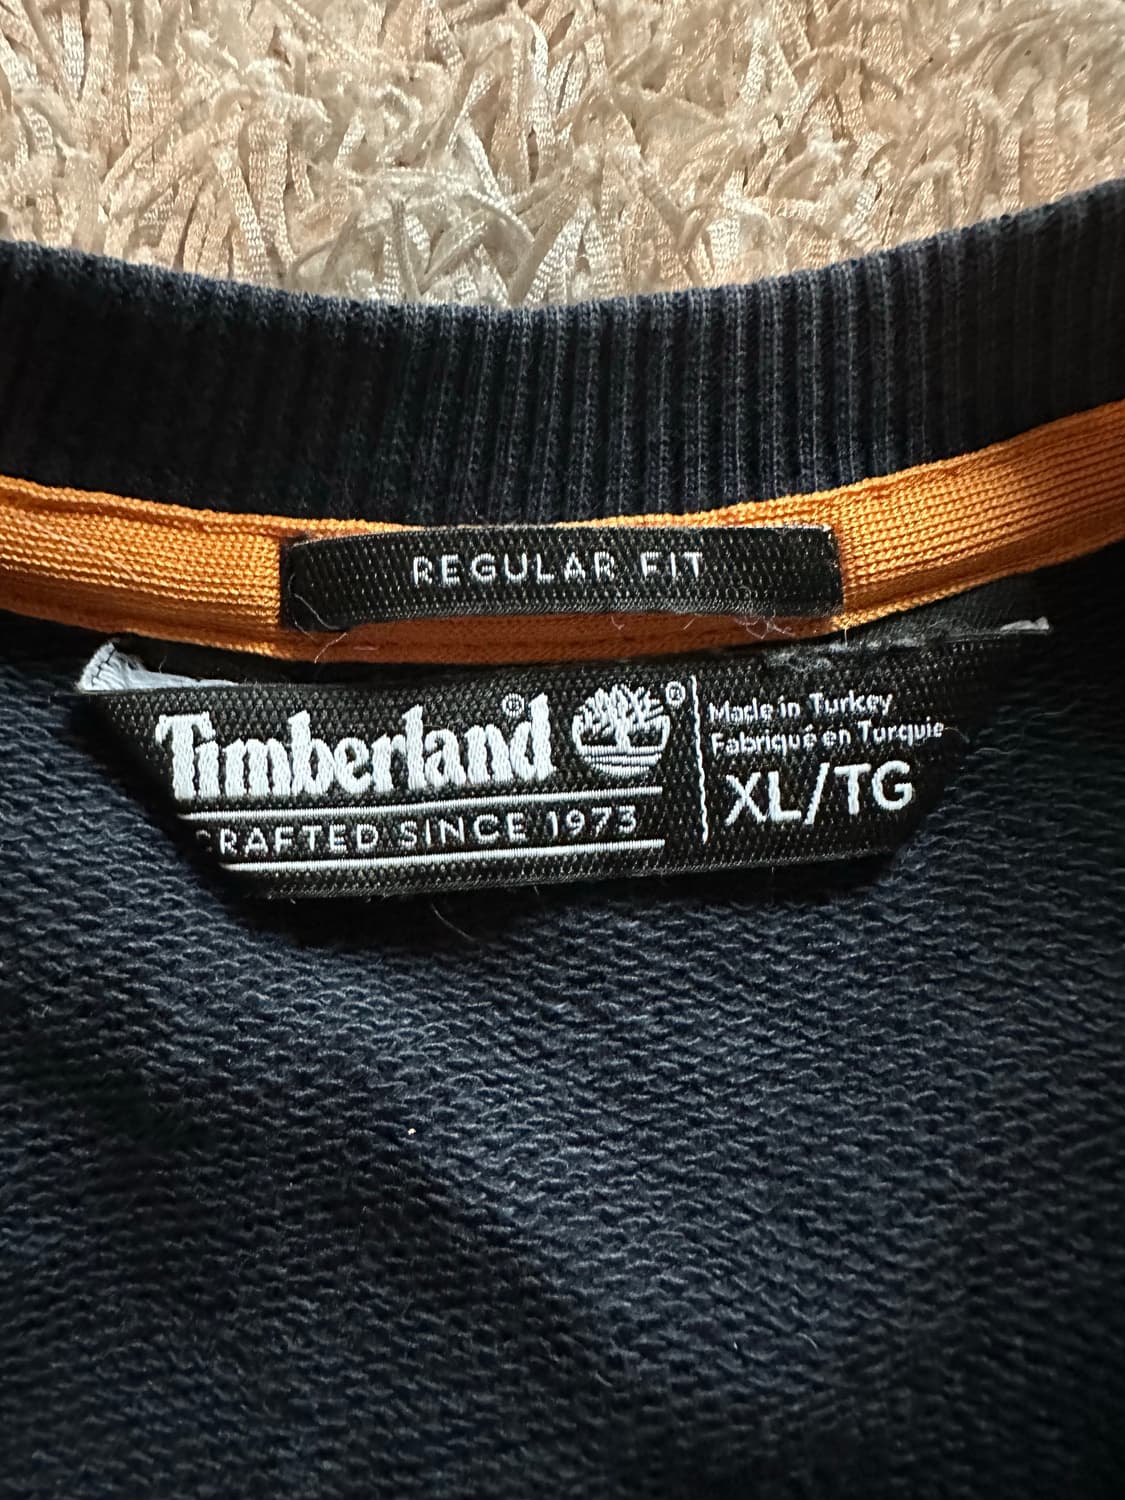 REGULAR FIT
Timberland® ®
CRAFTED SINCE 1973
Made in Turkey
Fabriqué en Turquie
XL/TG